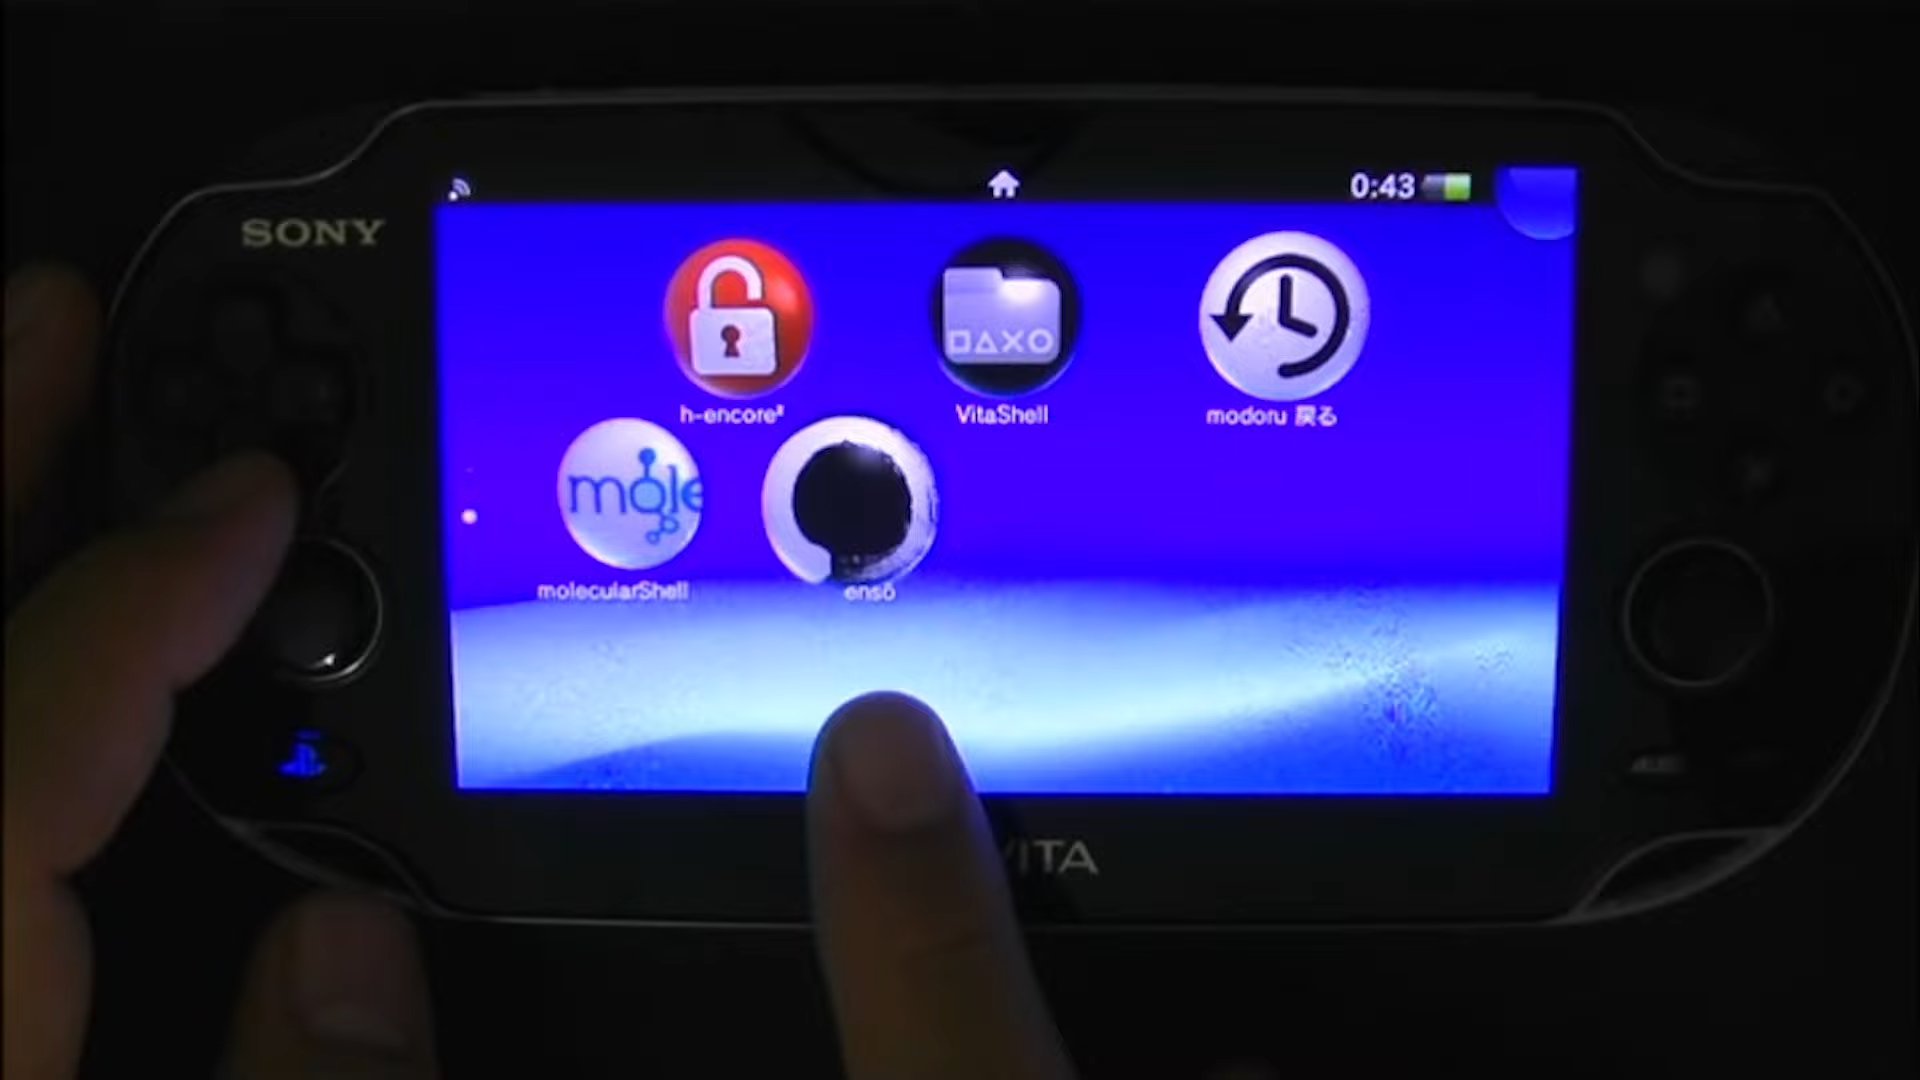 0:43
SONY
□△X○
h-encore²
VitaShell
modoru 戻る
mole
molecularShell
ensō
VITA